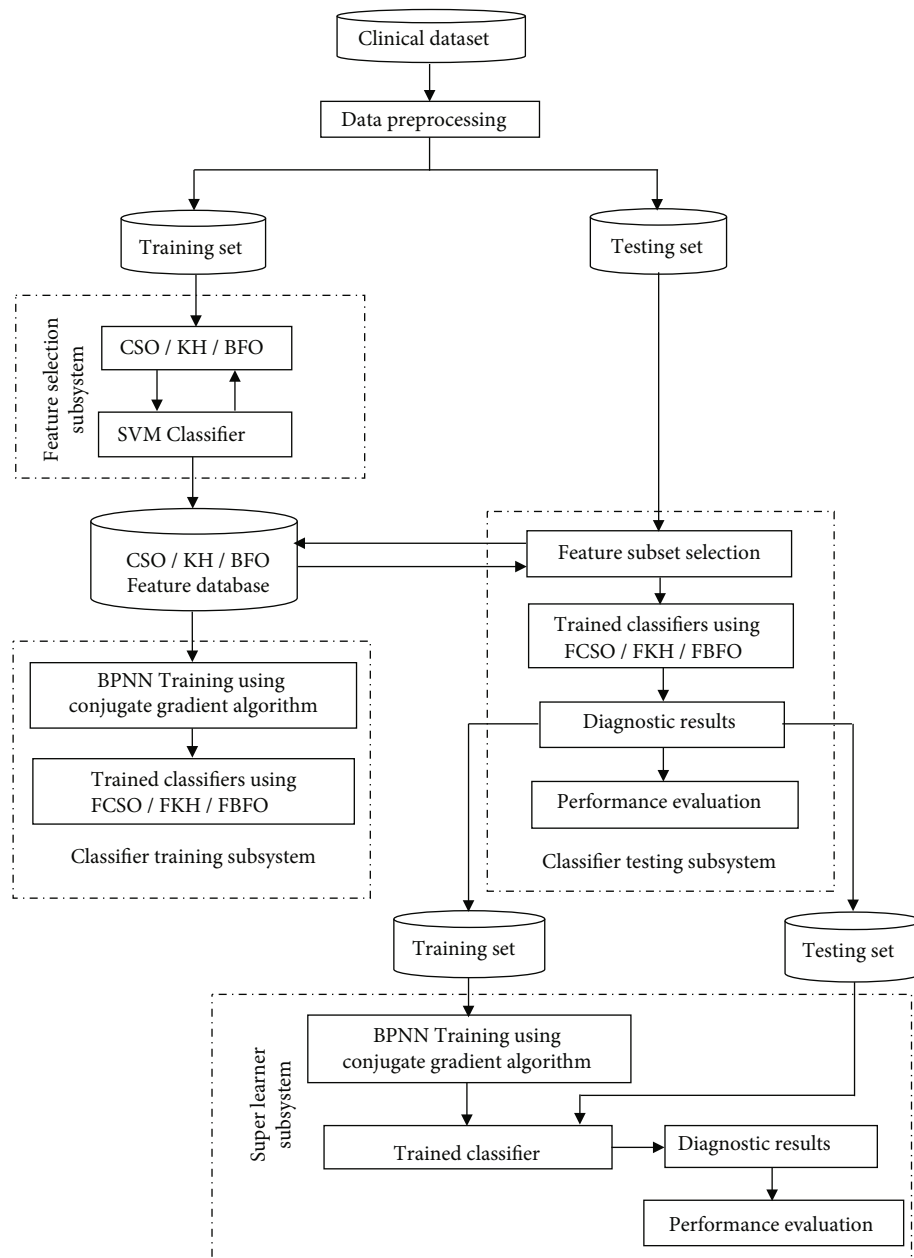 Clinical dataset
Data preprocessing
Training set
Testing set
Feature selection
subsystem
CSO / KH / BFO
SVM Classifier
CSO / KH / BFO
Feature database
Feature subset selection
Trained classifiers using
FCSO / FKH / FBFO
Diagnostic results
Performance evaluation
Classifier testing subsystem
BPNN Training using
conjugate gradient algorithm
Trained classifiers using
FCSO / FKH / FBFO
Classifier training subsystem
Training set
Testing set
Super learner
subsystem
BPNN Training using
conjugate gradient algorithm
Trained classifier
Diagnostic results
Performance evaluation